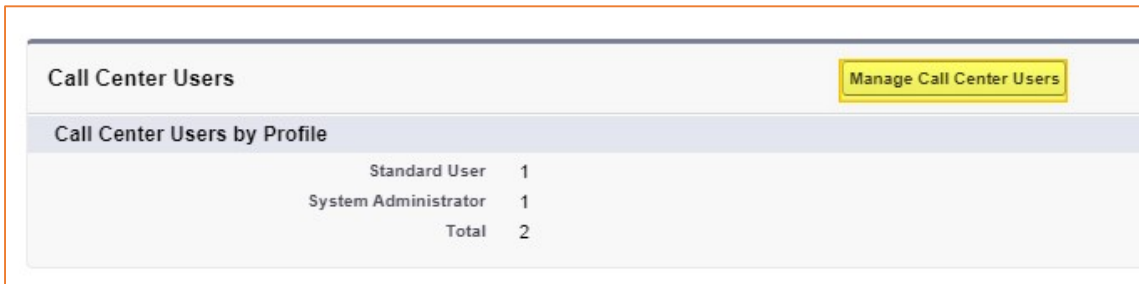 Call Center Users
Manage Call Center Users
Call Center Users by Profile
Standard User 1
System Administrator 1
Total 2